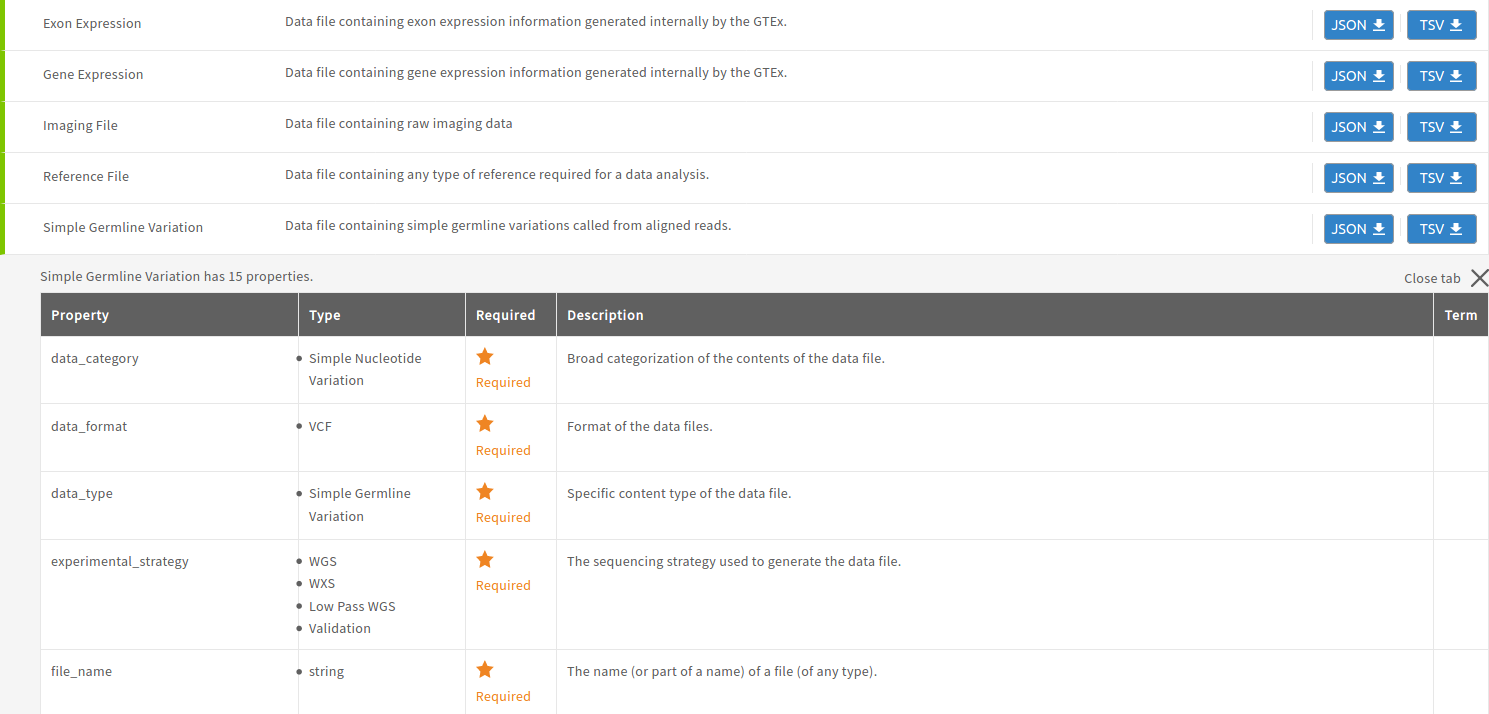 Exon Expression Data file containing exon expression information generated internally by the GTEx. JSON TSV
Gene Expression Data file containing gene expression information generated internally by the GTEx. JSON TSV
Imaging File Data file containing raw imaging data JSON TSV
Reference File Data file containing any type of reference required for a data analysis. JSON TSV
Simple Germline Variation Data file containing simple germline variations called from aligned reads. JSON TSV
Simple Germline Variation has 15 properties. Close tab
Property Type Required Description Term
data_category Simple Nucleotide Broad categorization of the contents of the data file.
Variation Required
data_format VCF Format of the data files.
Required
data_type Simple Germline Specific content type of the data file.
Variation Required
experimental_strategy WGS The sequencing strategy used to generate the data file.
WXS Required
Low Pass WGS
Validation
file_name string The name (or part of a name) of a file (of any type).
Required